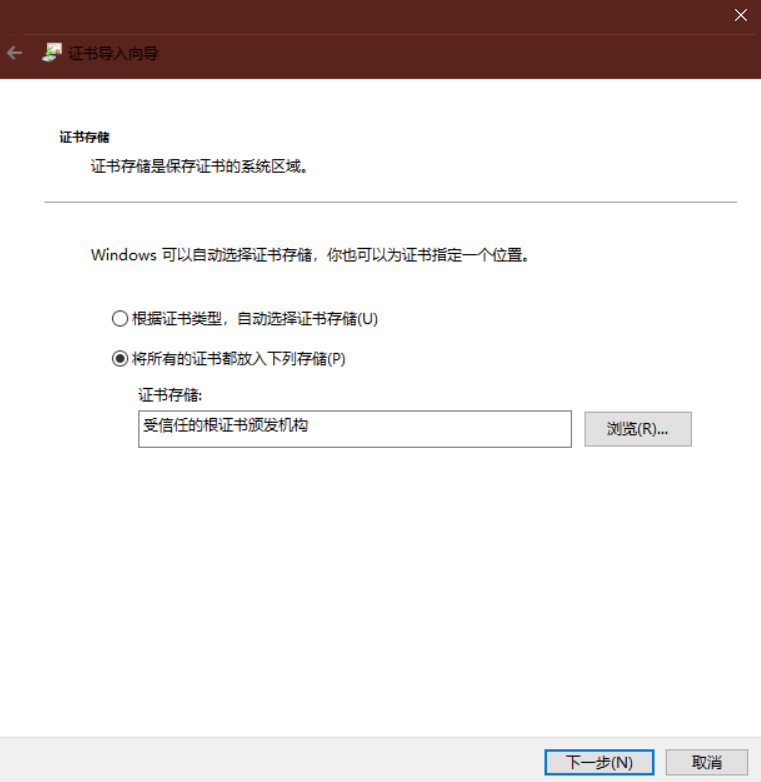 证书导入向导
证书存储
证书存储是保存证书的系统区域。
Windows 可以自动选择证书存储，你也可以为证书指定一个位置。
根据证书类型，自动选择证书存储(U)
将所有的证书都放入下列存储(P)
证书存储:
受信任的根证书颁发机构
浏览(R)...
下一步(N)
取消